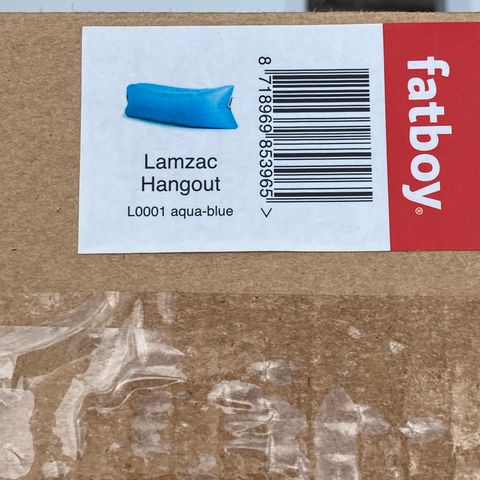 Lamzac
Hangout
L0001 aqua-blue
8 718969 853965 >
fatboy®